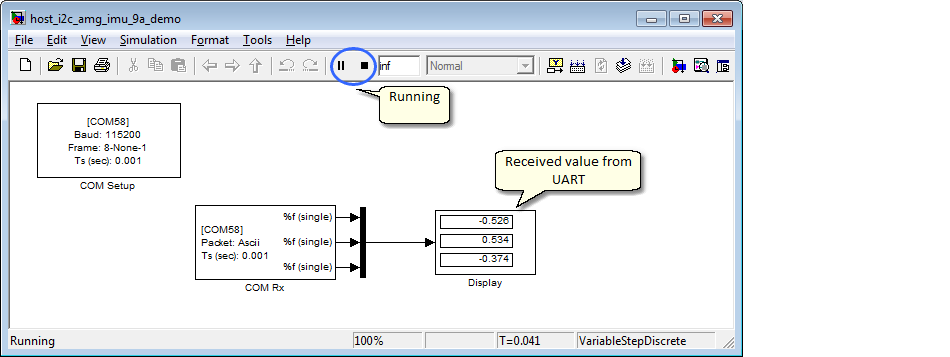 host_i2c_amg_imu_9a_demo
File Edit View Simulation Format Tools Help
inf Normal
Running
[COM58]
Baud: 115200
Frame: 8-None-1
Ts (sec): 0.001
COM Setup
Received value from
UART
[COM58]
Packet: Ascii
Ts (sec): 0.001
%f (single)
%f (single)
%f (single)
COM Rx
-0.526
0.534
-0.374
Display
Running 100% T=0.041 VariableStepDiscrete